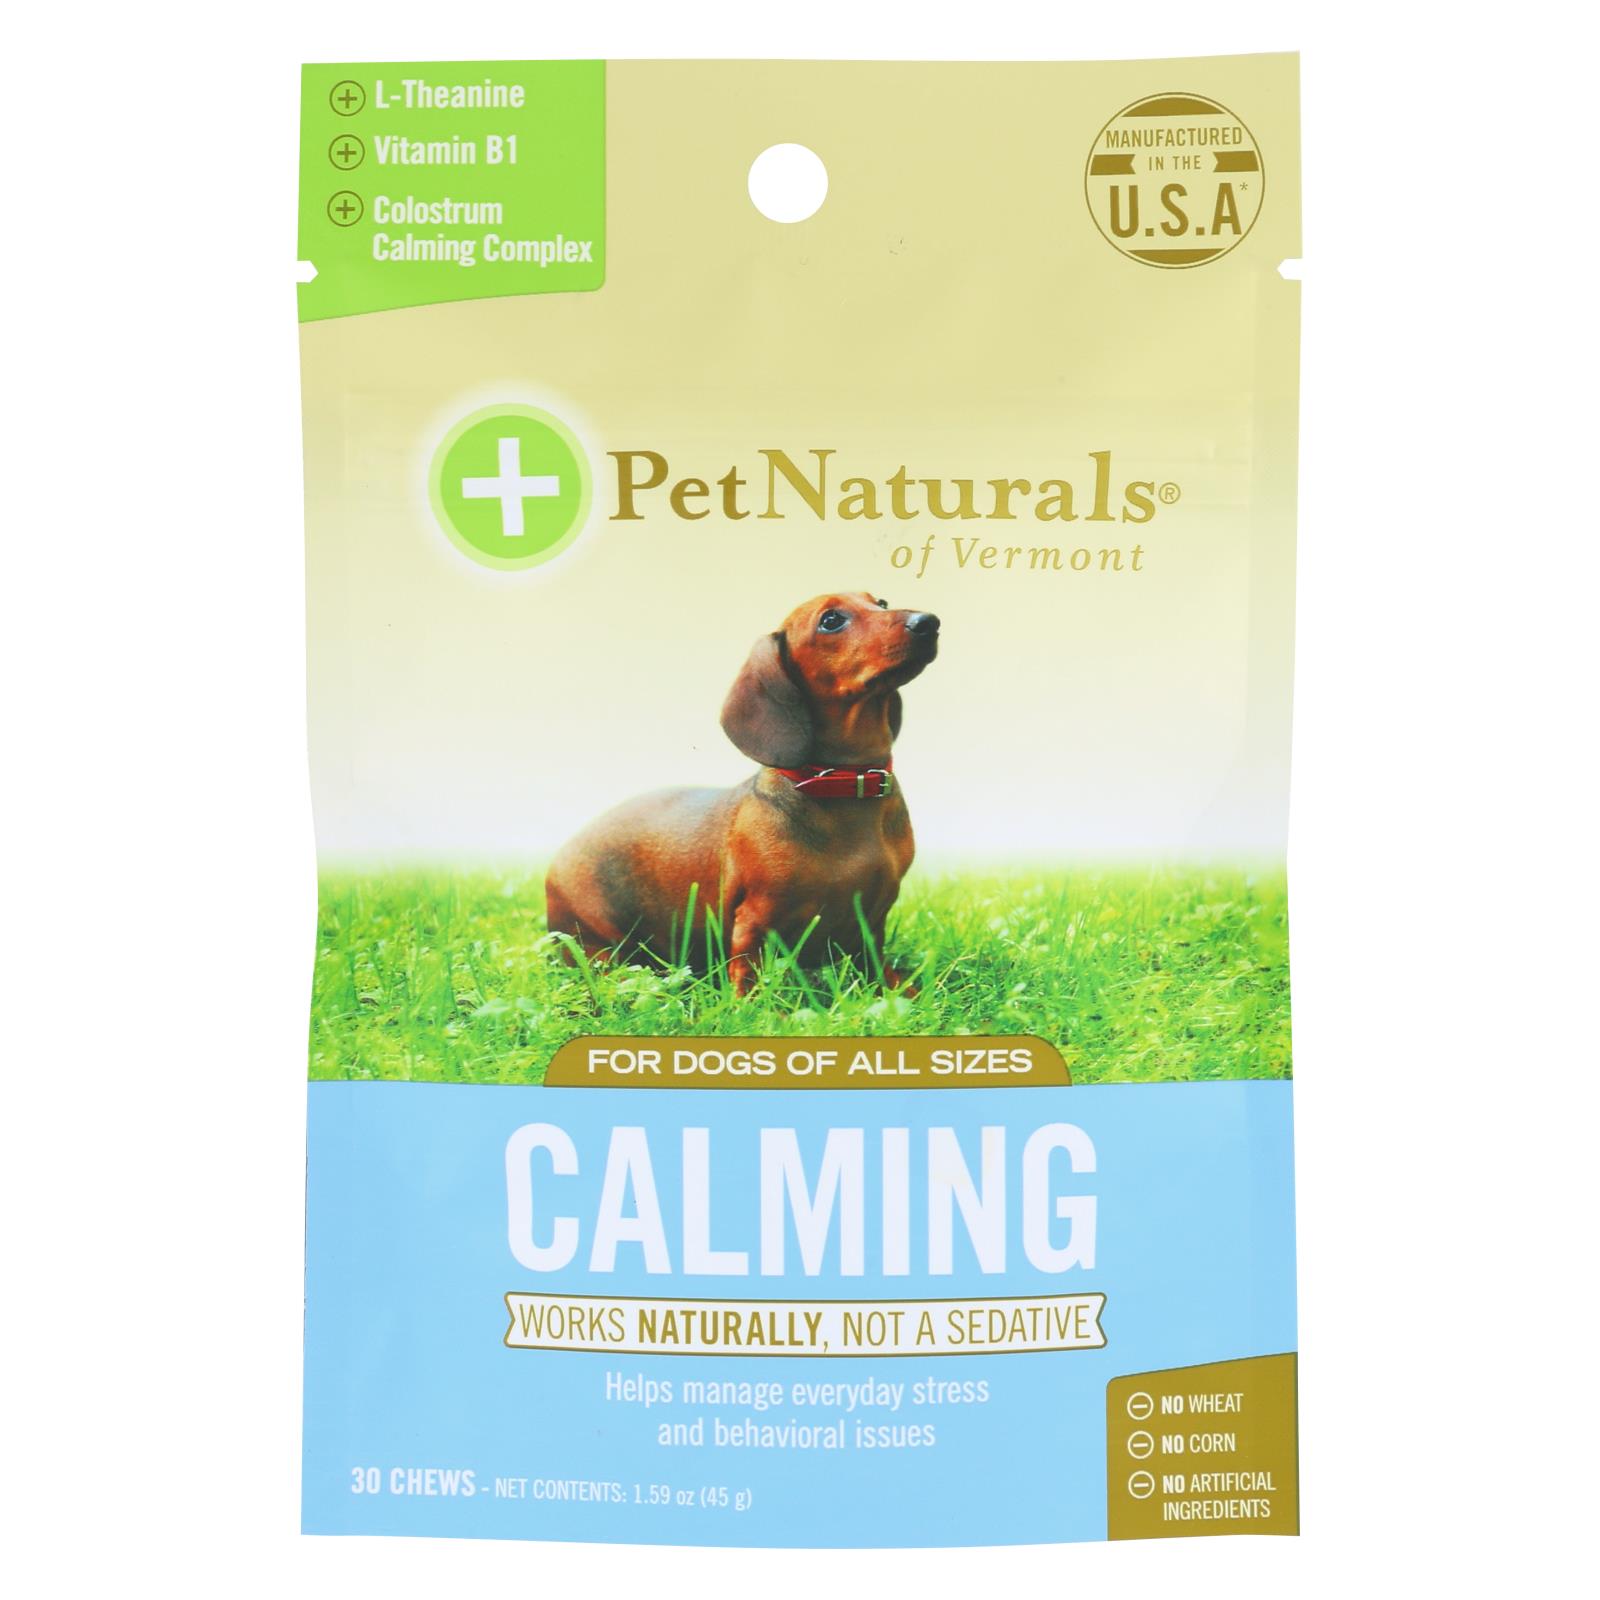 L-Theanine
Vitamin B1
Colostrum
Calming Complex
MANUFACTURED
IN THE
U.S.A*
PetNaturals®
of Vermont
FOR DOGS OF ALL SIZES
CALMING
WORKS NATURALLY, NOT A SEDATIVE
Helps manage everyday stress
and behavioral issues
30 CHEWS - NET CONTENTS: 1.59 oz (45 g)
NO WHEAT
NO CORN
NO ARTIFICIAL
INGREDIENTS